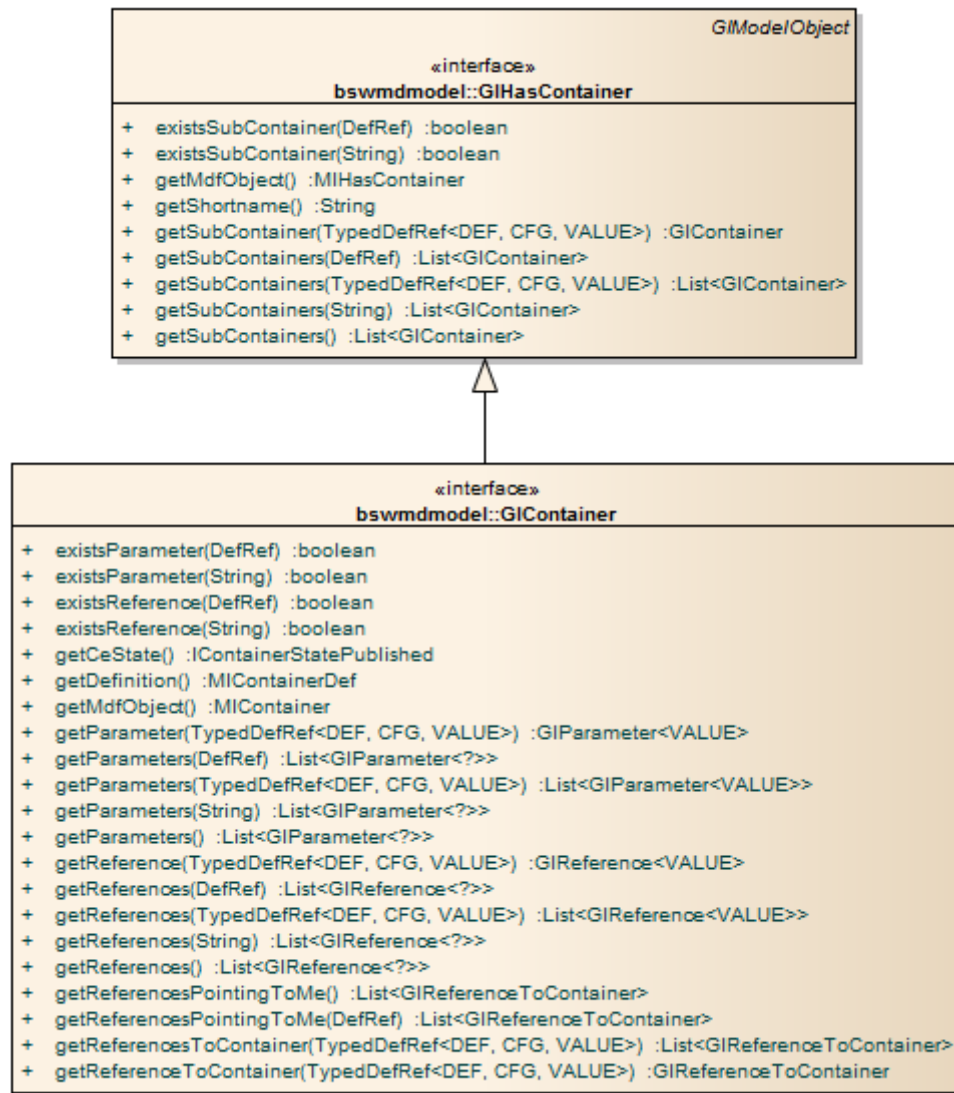 GIModelObject
«interface»
bswmdmodel::GIHasContainer
+ existsSubContainer(DefRef) :boolean
+ existsSubContainer(String) :boolean
+ getMdfObject() :MIHasContainer
+ getShortname() :String
+ getSubContainer(TypedDefRef<DEF, CFG, VALUE>) :GIContainer
+ getSubContainers(DefRef) :List<GIContainer>
+ getSubContainers(TypedDefRef<DEF, CFG, VALUE>) :List<GIContainer>
+ getSubContainers(String) :List<GIContainer>
+ getSubContainers() :List<GIContainer>
«interface»
bswmdmodel::GIContainer
+ existsParameter(DefRef) :boolean
+ existsParameter(String) :boolean
+ existsReference(DefRef) :boolean
+ existsReference(String) :boolean
+ getCeState() :IContainerStatePublished
+ getDefinition() :MIContainerDef
+ getMdfObject() :MIContainer
+ getParameter(TypedDefRef<DEF, CFG, VALUE>) :GIParameter<VALUE>
+ getParameters(DefRef) :List<GIParameter<?>>
+ getParameters(TypedDefRef<DEF, CFG, VALUE>) :List<GIParameter<VALUE>>
+ getParameters(String) :List<GIParameter<?>>
+ getParameters() :List<GIParameter<?>>
+ getReference(TypedDefRef<DEF, CFG, VALUE>) :GIReference<VALUE>
+ getReferences(DefRef) :List<GIReference<?>>
+ getReferences(TypedDefRef<DEF, CFG, VALUE>) :List<GIReference<VALUE>>
+ getReferences(String) :List<GIReference<?>>
+ getReferences() :List<GIReference<?>>
+ getReferencesPointingToMe() :List<GIReferenceToContainer>
+ getReferencesPointingToMe(DefRef) :List<GIReferenceToContainer>
+ getReferencesToContainer(TypedDefRef<DEF, CFG, VALUE>) :List<GIReferenceToContainer>
+ getReferenceToContainer(TypedDefRef<DEF, CFG, VALUE>) :GIReferenceToContainer